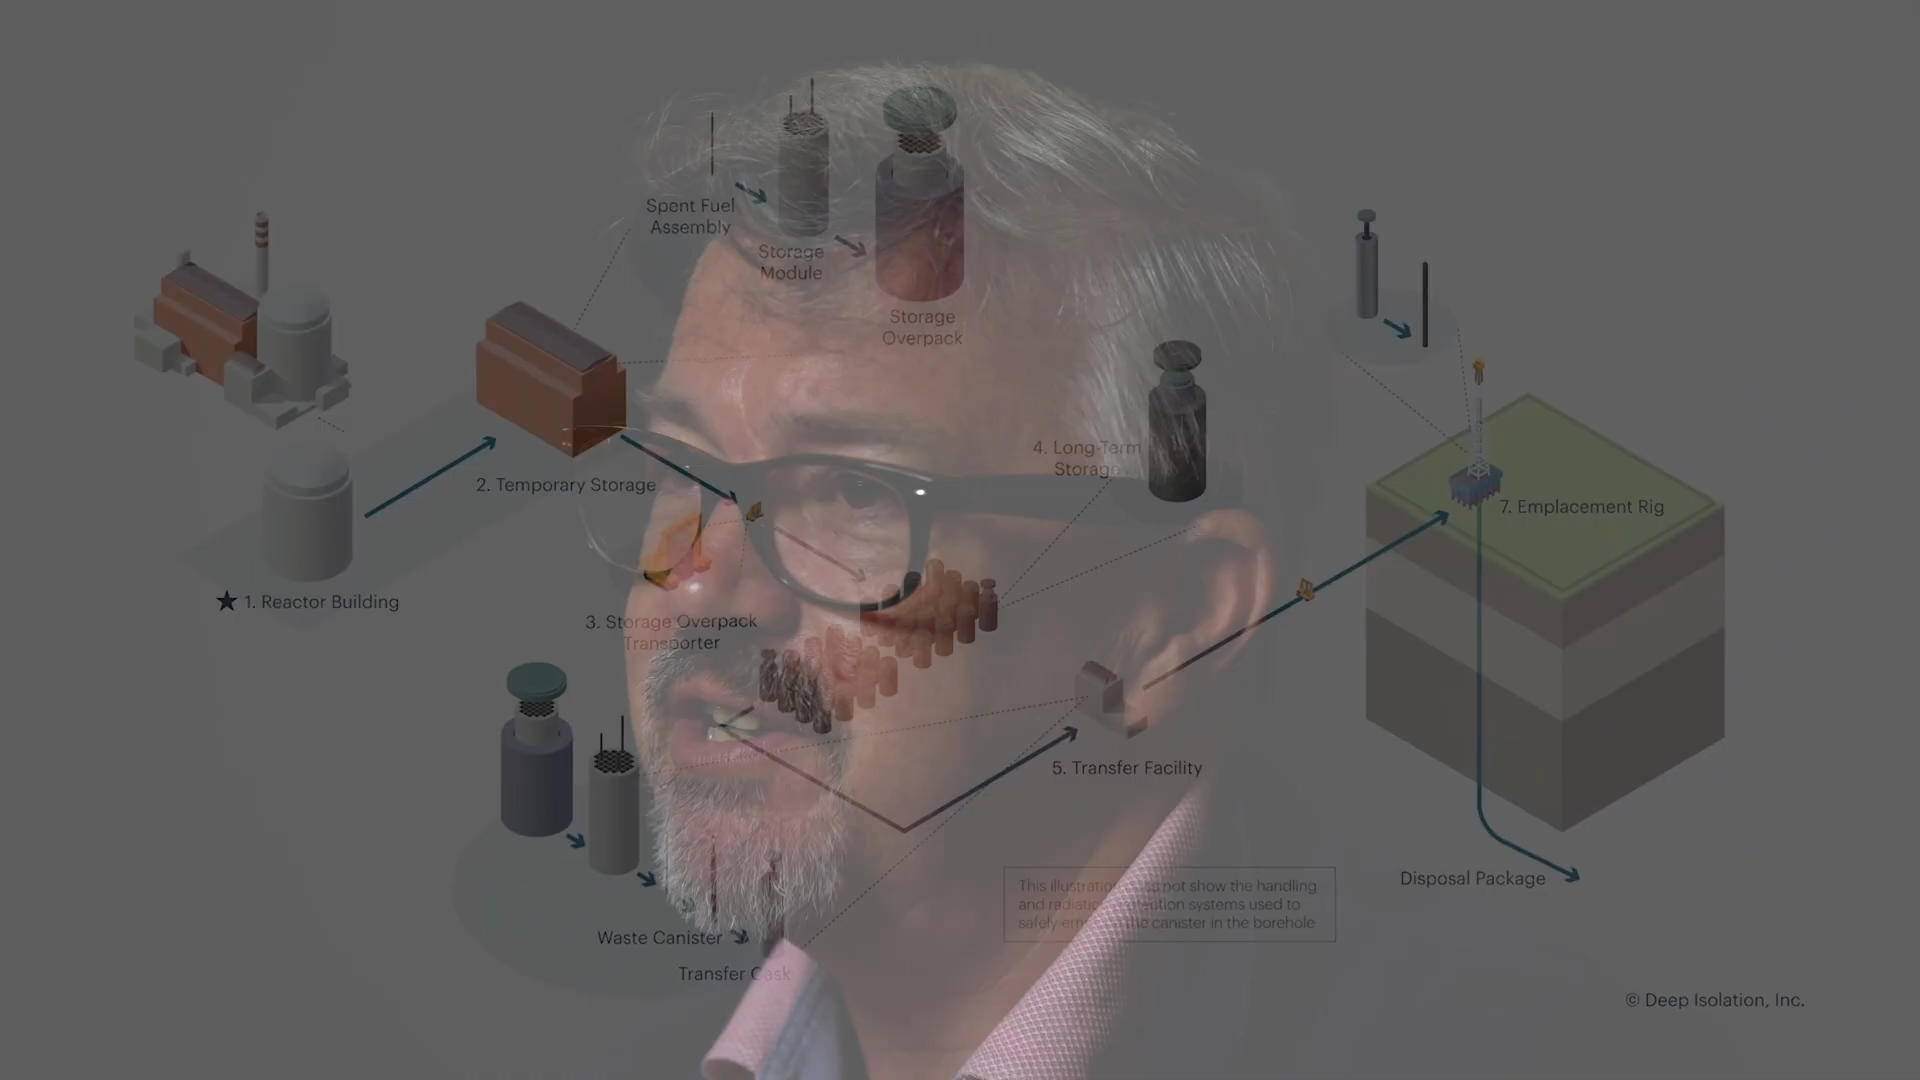 Spent Fuel
Assembly
Storage
Module
Storage
Overpack
4. Long-Term
Storage
2. Temporary Storage
7. Emplacement Rig
★ 1. Reactor Building
3. Storage Overpack
Transporter
5. Transfer Facility
This illustration not show the handling
and radiation systems used to
safely the canister in the borehole
Disposal Package
Waste Canister
Transfer Cask
© Deep Isolation, Inc.